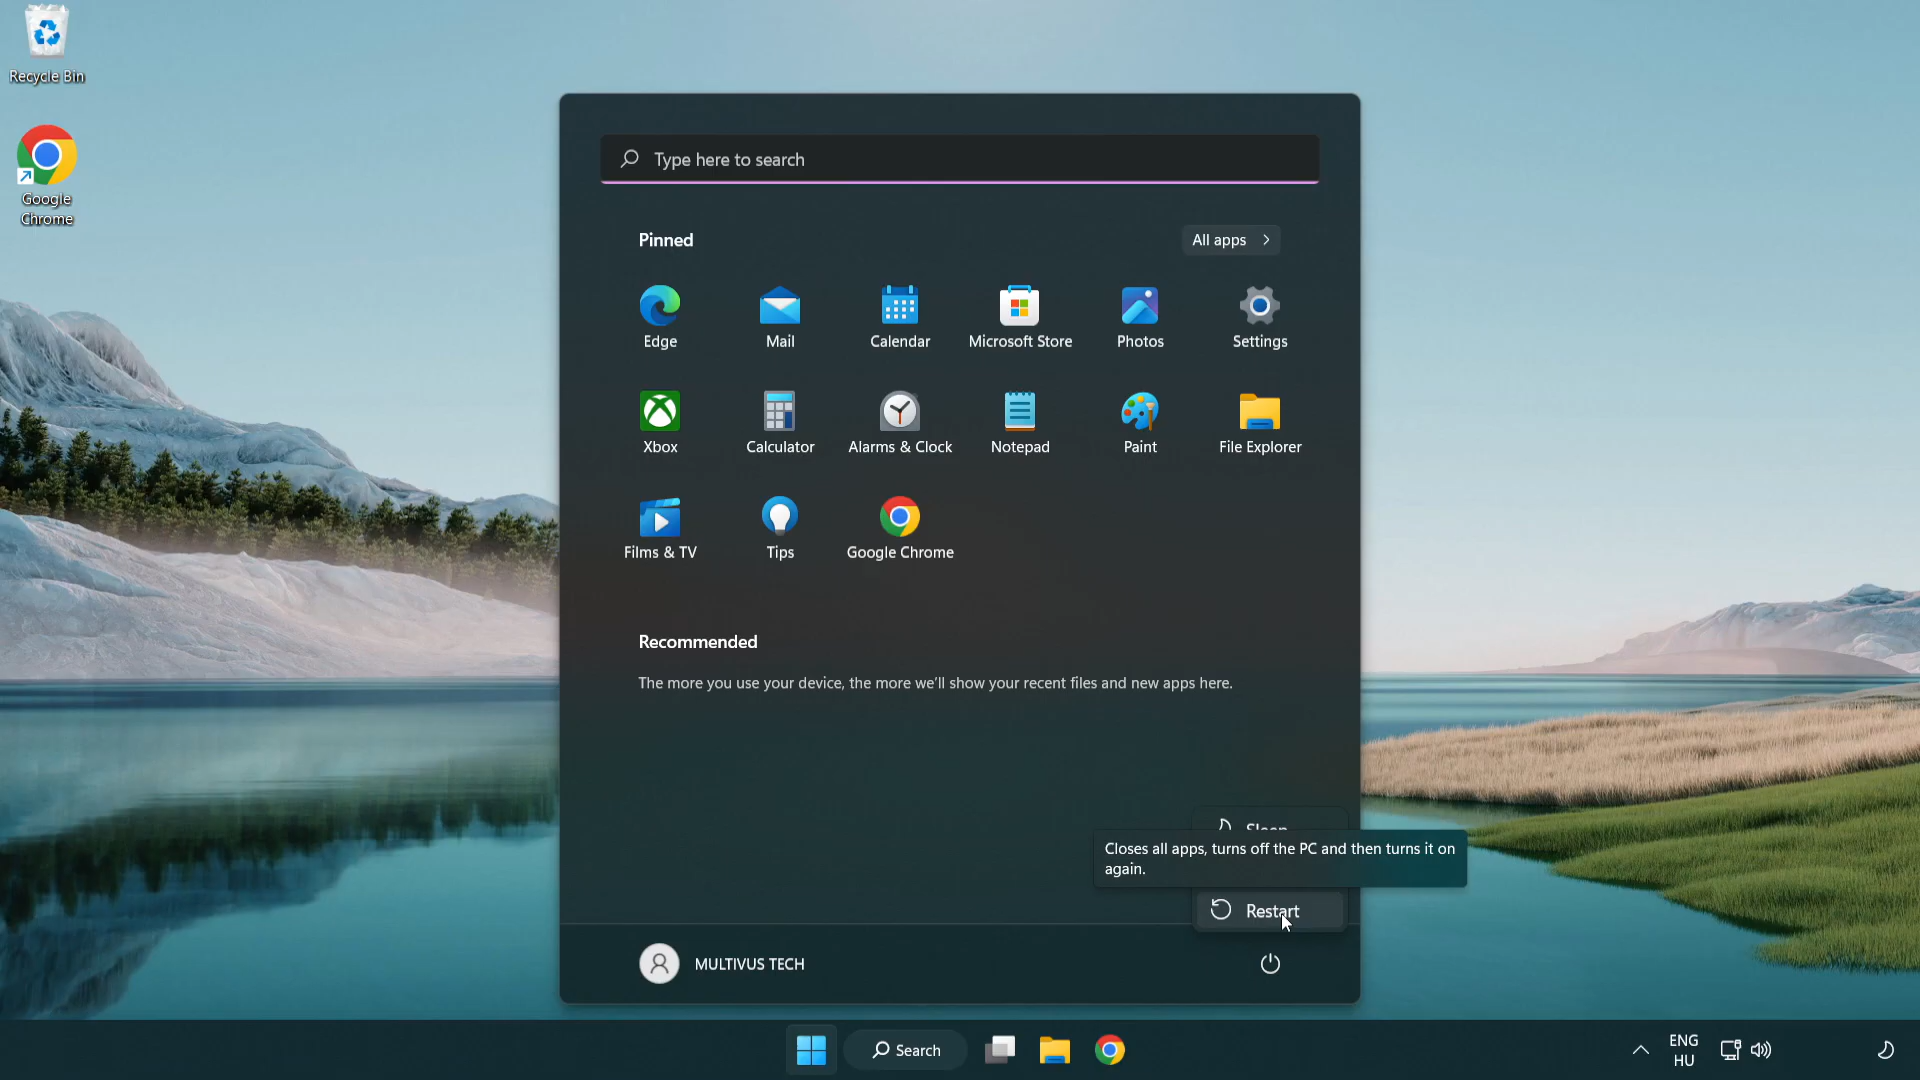 Recycle Bin
Google
Chrome
Type here to search
Pinned
All apps
Edge
Mail
Calendar
Microsoft Store
Photos
Settings
Xbox
Calculator
Alarms & Clock
Notepad
Paint
File Explorer
Films & TV
Tips
Google Chrome
Recommended
The more you use your device, the more we'll show your recent files and new apps here.
Sleep
Closes all apps, turns off the PC and then turns it on
again.
Restart
MULTIVUS TECH
Search
ENG
HU